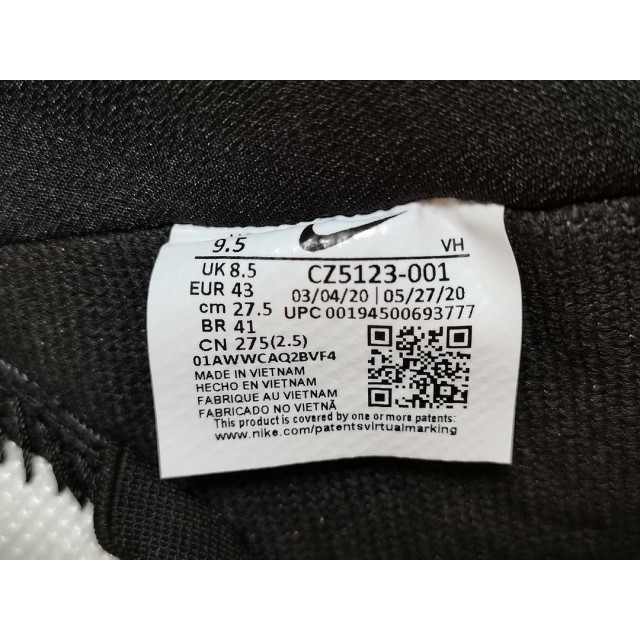 9.5 VH
UK 8.5
EUR 43
cm 27.5
BR 41
CN 275(2.5)
CZ5123-001
03/04/20 | 05/27/20
UPC 00194500693777
01AWWCAQ2BVF4
MADE IN VIETNAM
HECHO EN VIETNAM
FABRIQUE AU VIETNAM
FABRICADO NO VIETNÃ
This product is covered by one or more patents:
www.nike.com/patentsvirtualmarking